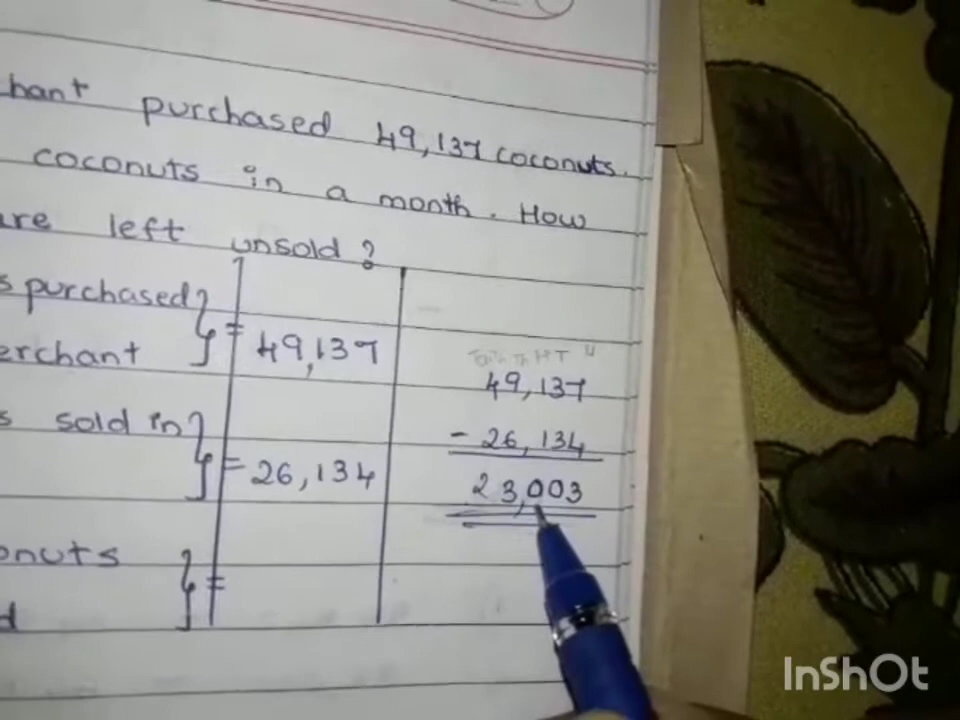 hant purchased 49,137 coconuts.
coconuts in a month. How
are left unsold?
s purchased
erchant } = 49,137
s sold in } = 26,134
onuts
d } =
H T U
49,137
- 26,134
23,003
InShOt